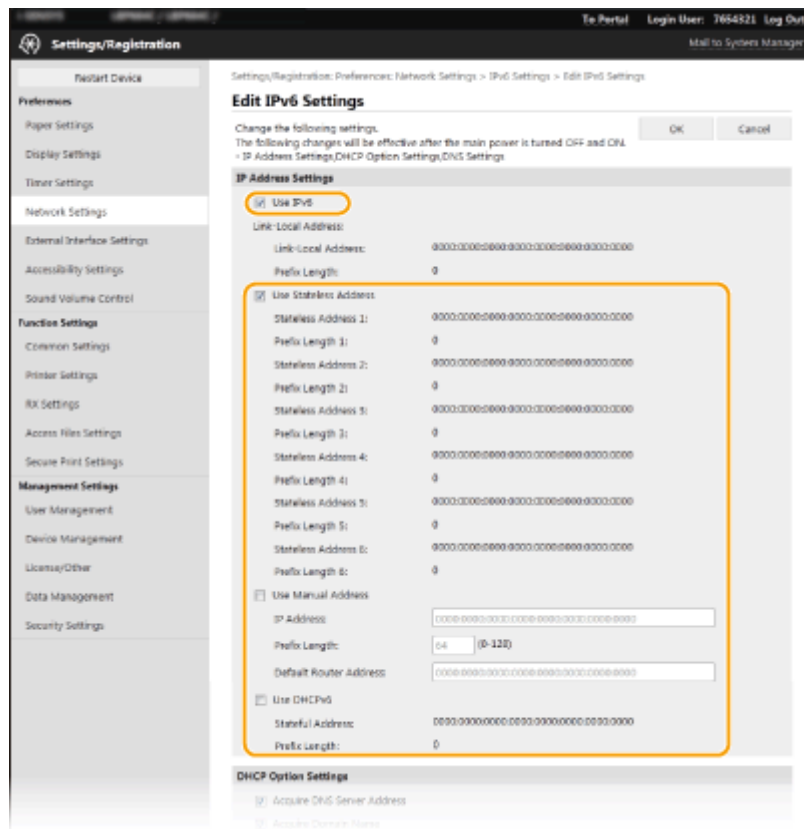 To Portal Login User: 7654321 Log Out
Settings/Registration
Mail to System Manager
Restart Device
Preferences
Paper Settings
Display Settings
Timer Settings
Network Settings
External Interface Settings
Accessibility Settings
Sound Volume Control
Function Settings
Common Settings
Printer Settings
RX Settings
Access Files Settings
Secure Print Settings
Management Settings
User Management
Device Management
License/Other
Data Management
Security Settings
Settings/Registration: Preferences: Network Settings > IPv6 Settings > Edit IPv6 Settings
Edit IPv6 Settings
Change the following settings.
The following changes will be effective after the main power is turned OFF and ON.
- IP Address Settings,DHCP Option Settings,DNS Settings
OK Cancel
IP Address Settings
Use IPv6
Link-Local Address:
Link-Local Address: 0000:0000:0000:0000:0000:0000:0000:0000
Prefix Length: 0
Use Stateless Address
Stateless Address 1: 0000:0000:0000:0000:0000:0000:0000:0000
Prefix Length 1: 0
Stateless Address 2: 0000:0000:0000:0000:0000:0000:0000:0000
Prefix Length 2: 0
Stateless Address 3: 0000:0000:0000:0000:0000:0000:0000:0000
Prefix Length 3: 0
Stateless Address 4: 0000:0000:0000:0000:0000:0000:0000:0000
Prefix Length 4: 0
Stateless Address 5: 0000:0000:0000:0000:0000:0000:0000:0000
Prefix Length 5: 0
Stateless Address 6: 0000:0000:0000:0000:0000:0000:0000:0000
Prefix Length 6: 0
Use Manual Address
IP Address: 0000:0000:0000:0000:0000:0000:0000:0000
Prefix Length: 64 (0-128)
Default Router Address: 0000:0000:0000:0000:0000:0000:0000:0000
Use DHCPv6
Stateful Address: 0000:0000:0000:0000:0000:0000:0000:0000
Prefix Length: 0
DHCP Option Settings
Acquire DNS Server Address
Acquire Domain Name